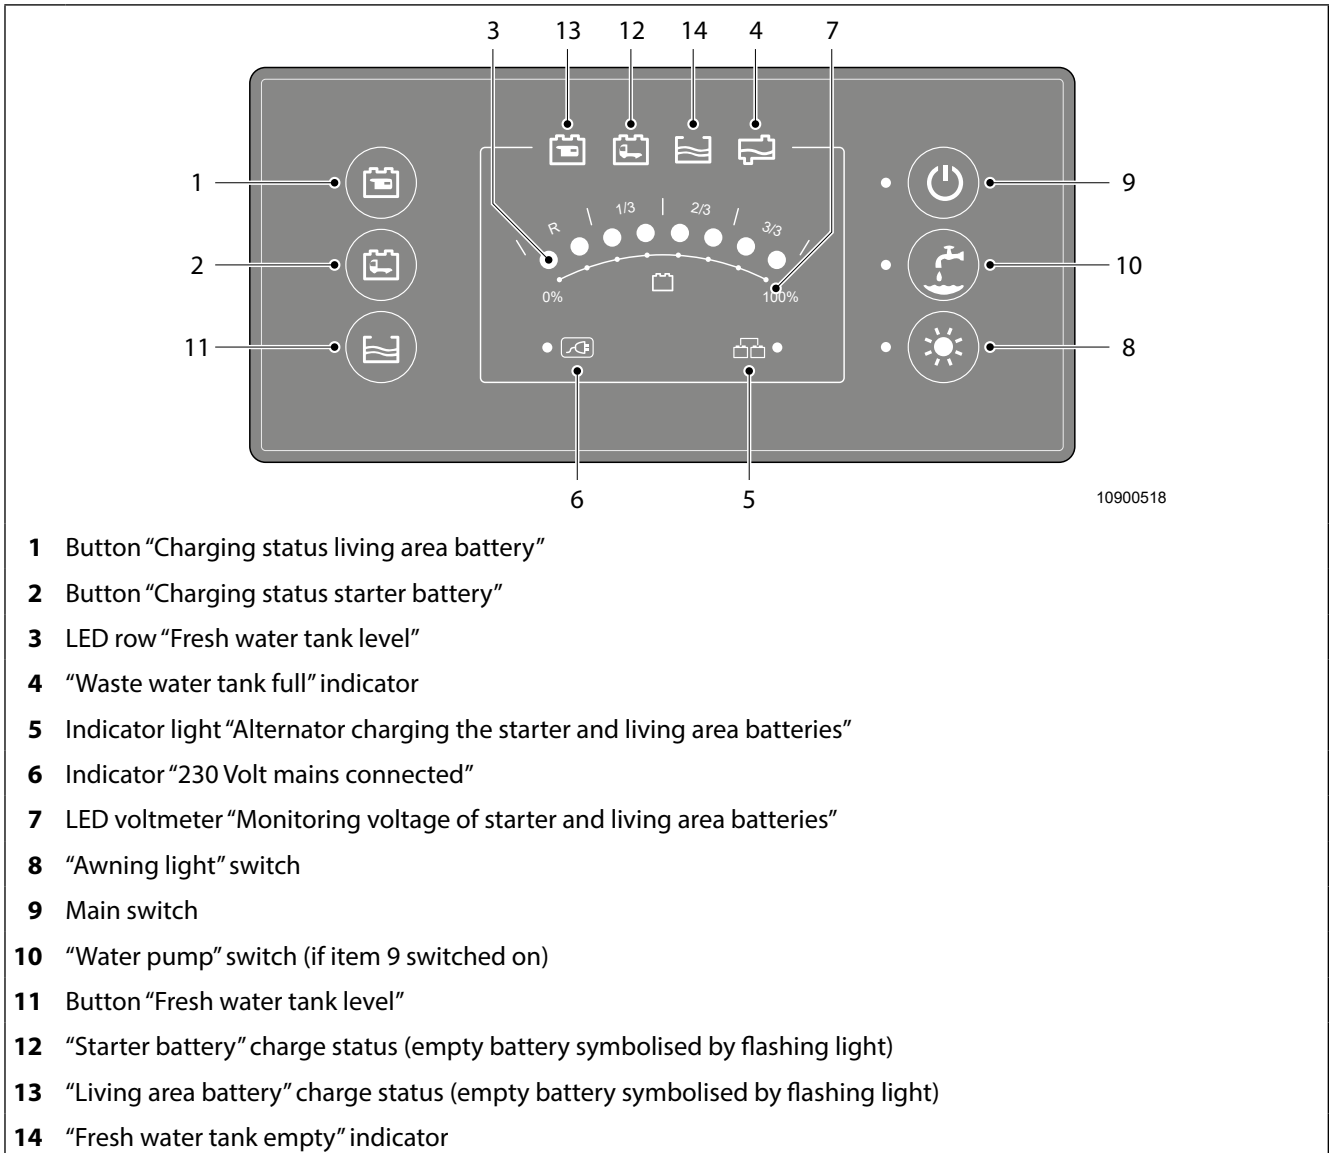 3 13 12 14 4 7
1 9
1/3 2/3
R 3/3
2 10
0% 100%
11 8
6 5
10900518
1 Button “Charging status living area battery”
2 Button “Charging status starter battery”
3 LED row “Fresh water tank level”
4 “Waste water tank full” indicator
5 Indicator light “Alternator charging the starter and living area batteries”
6 Indicator “230 Volt mains connected”
7 LED voltmeter “Monitoring voltage of starter and living area batteries”
8 “Awning light” switch
9 Main switch
10 “Water pump” switch (if item 9 switched on)
11 Button “Fresh water tank level”
12 “Starter battery” charge status (empty battery symbolised by flashing light)
13 “Living area battery” charge status (empty battery symbolised by flashing light)
14 “Fresh water tank empty” indicator